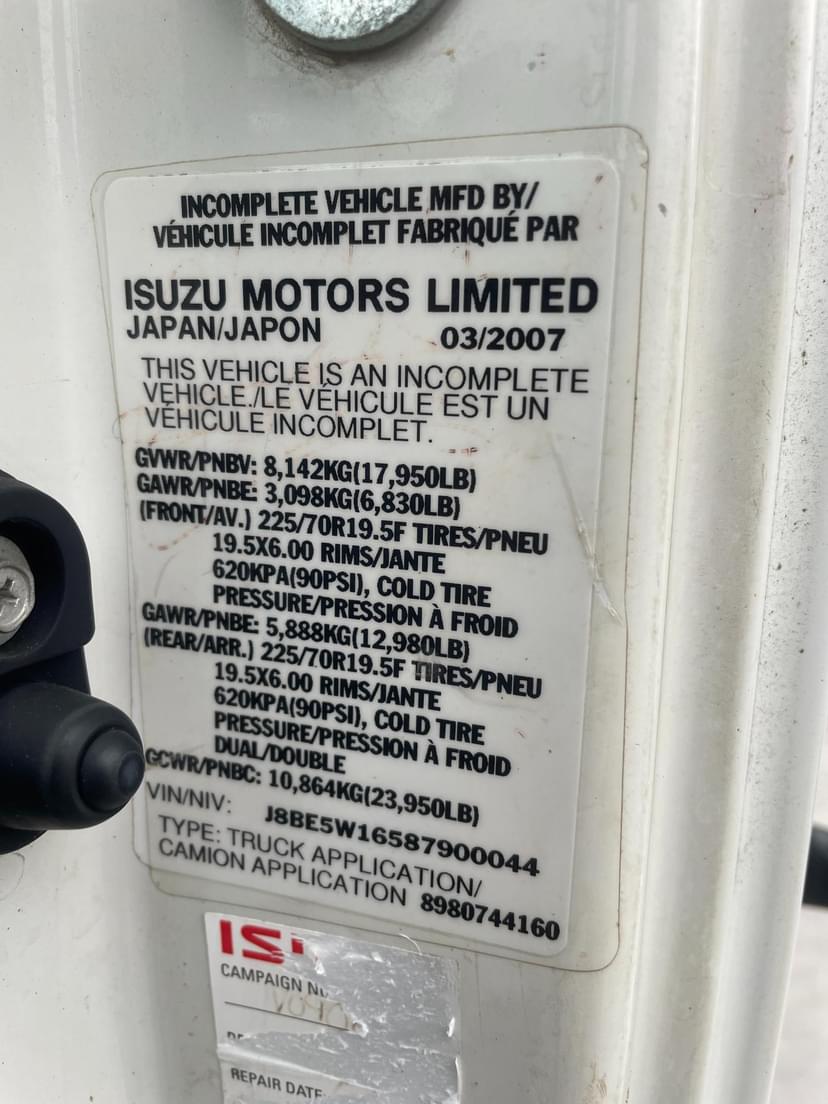 INCOMPLETE VEHICLE MFD BY/
VÉHICULE INCOMPLET FABRIQUÉ PAR
ISUZU MOTORS LIMITED
JAPAN/JAPON 03/2007
THIS VEHICLE IS AN INCOMPLETE
VEHICLE./LE VÉHICULE EST UN
VÉHICULE INCOMPLET.
GVWR/PNBV: 8,142KG(17,950LB)
GAWR/PNBE: 3,098KG(6,830LB)
(FRONT/AV.) 225/70R19.5F TIRES/PNEU
19.5X6.00 RIMS/JANTE
620KPA(90PSI), COLD TIRE
PRESSURE/PRESSION À FROID
GAWR/PNBE: 5,888KG(12,980LB)
(REAR/ARR.) 225/70R19.5F TIRES/PNEU
19.5X6.00 RIMS/JANTE
620KPA(90PSI), COLD TIRE
PRESSURE/PRESSION À FROID
DUAL/DOUBLE
GCWR/PNBC: 10,864KG(23,950LB)
VIN/NIV: J8BE5W16587900044
TYPE: TRUCK APPLICATION/
CAMION APPLICATION 8980744160
CAMPAIGN
REPAIR DATE